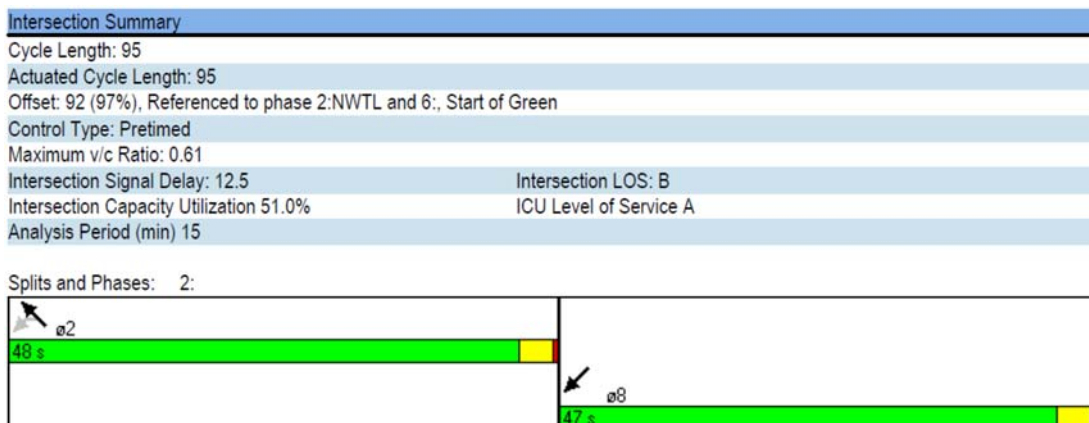 Intersection Summary
Cycle Length: 95
Actuated Cycle Length: 95
Offset: 92 (97%), Referenced to phase 2:NWTL and 6:, Start of Green
Control Type: Pretimed
Maximum v/c Ratio: 0.61
Intersection Signal Delay: 12.5 Intersection LOS: B
Intersection Capacity Utilization 51.0% ICU Level of Service A
Analysis Period (min) 15
Splits and Phases: 2:
ø2
48 s
ø8
47 s